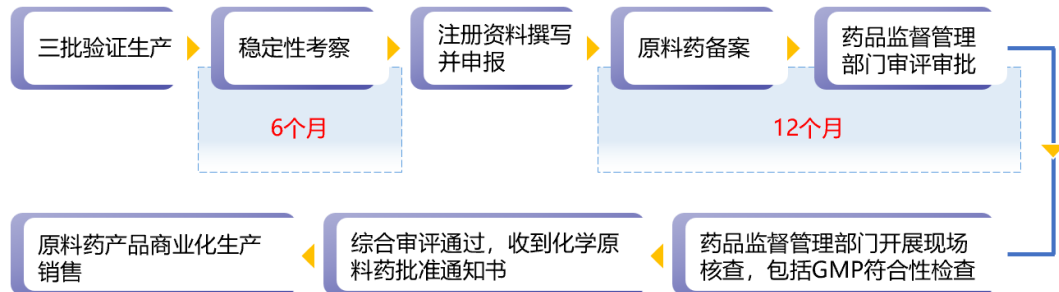 三批验证生产
稳定性考察
注册资料撰写
并申报
原料药备案
药品监督管理
部门审评审批
6个月
12个月
药品监督管理部门开展现场
核查，包括GMP符合性检查
综合审评通过，收到化学原
料药批准通知书
原料药产品商业化生产
销售